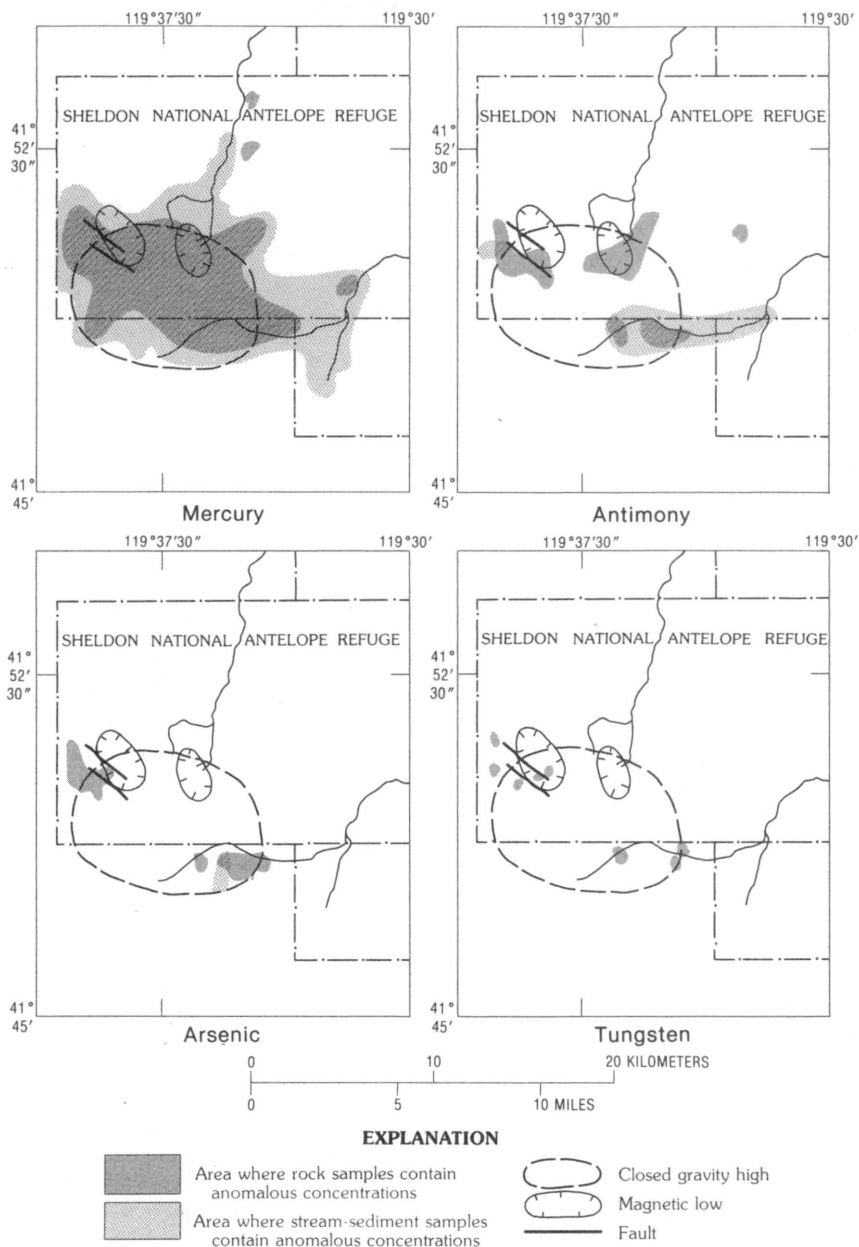 119°37'30" 119°30' 119°37'30" 119°30'
SHELDON NATIONAL ANTELOPE REFUGE SHELDON NATIONAL ANTELOPE REFUGE
41° 41°
52' 52'
30" 30"
41° 41°
45' 45'
Mercury Antimony
119°37'30" 119°30' 119°37'30" 119°30'
SHELDON NATIONAL ANTELOPE REFUGE SHELDON NATIONAL ANTELOPE REFUGE
41° 41°
52' 52'
30" 30"
41° 41°
45' 45'
Arsenic Tungsten
0 10 20 KILOMETERS
0 5 10 MILES
EXPLANATION
Area where rock samples contain
anomalous concentrations
Area where stream-sediment samples
contain anomalous concentrations
Closed gravity high
Magnetic low
Fault